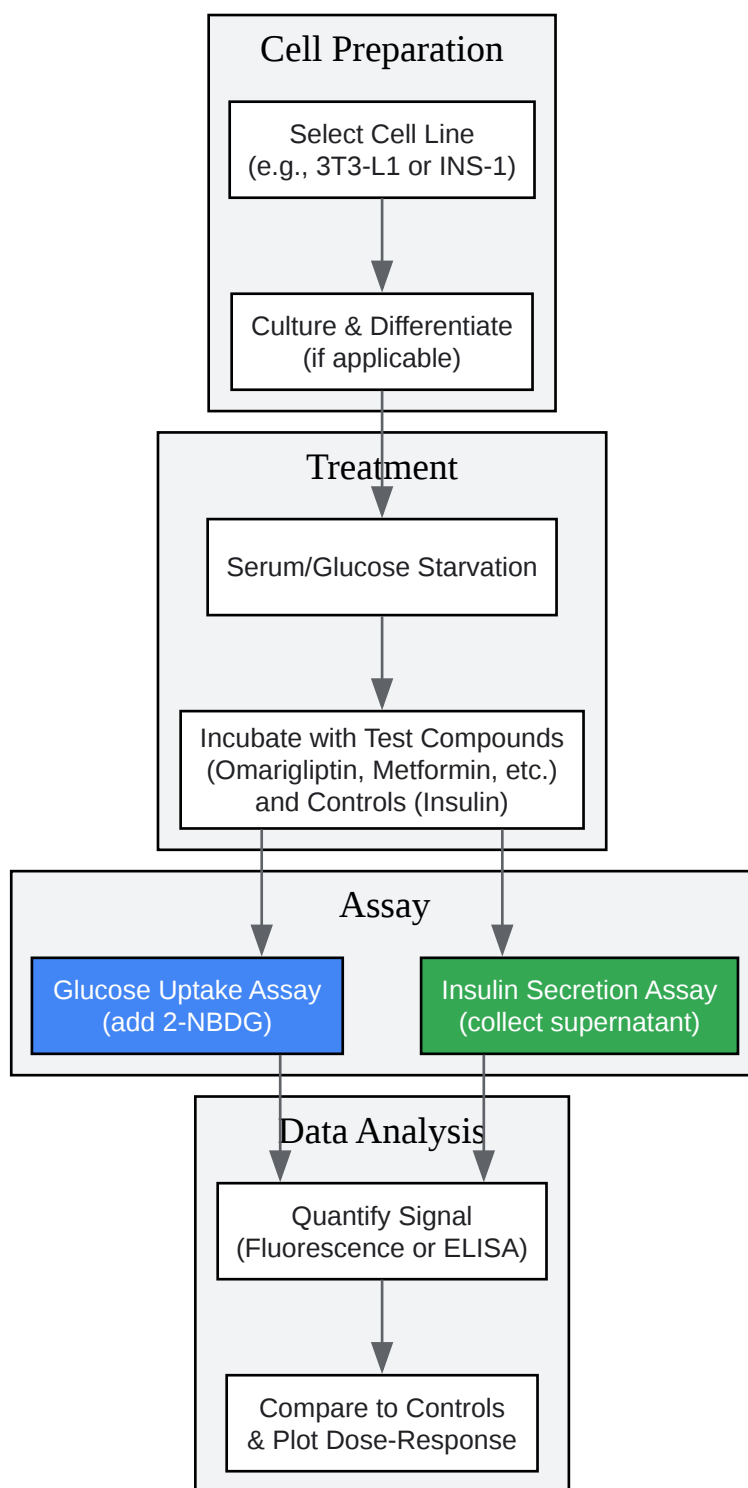 Cell Preparation
Select Cell Line
(e.g., 3T3-L1 or INS-1)
Culture & Differentiate
(if applicable)
Treatment
Serum/Glucose Starvation
Incubate with Test Compounds
(Omarigliptin, Metformin, etc.)
and Controls (Insulin)
Assay
Glucose Uptake Assay
(add 2-NBDG)
Insulin Secretion Assay
(collect supernatant)
Data Analysis
Quantify Signal
(Fluorescence or ELISA)
Compare to Controls
& Plot Dose-Response